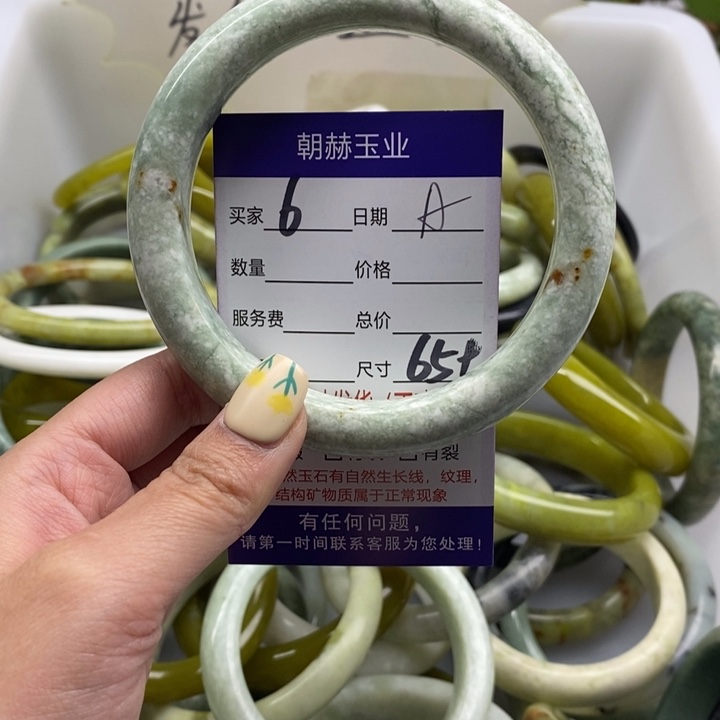 发
朝赫玉业
买家 6 日期 A
数量 价格
服务费 总价
尺寸 65+
有裂
然玉石有自然生长线，纹理，
结构矿物质属于正常现象
有任何问题，
请第一时间联系客服为您处理！